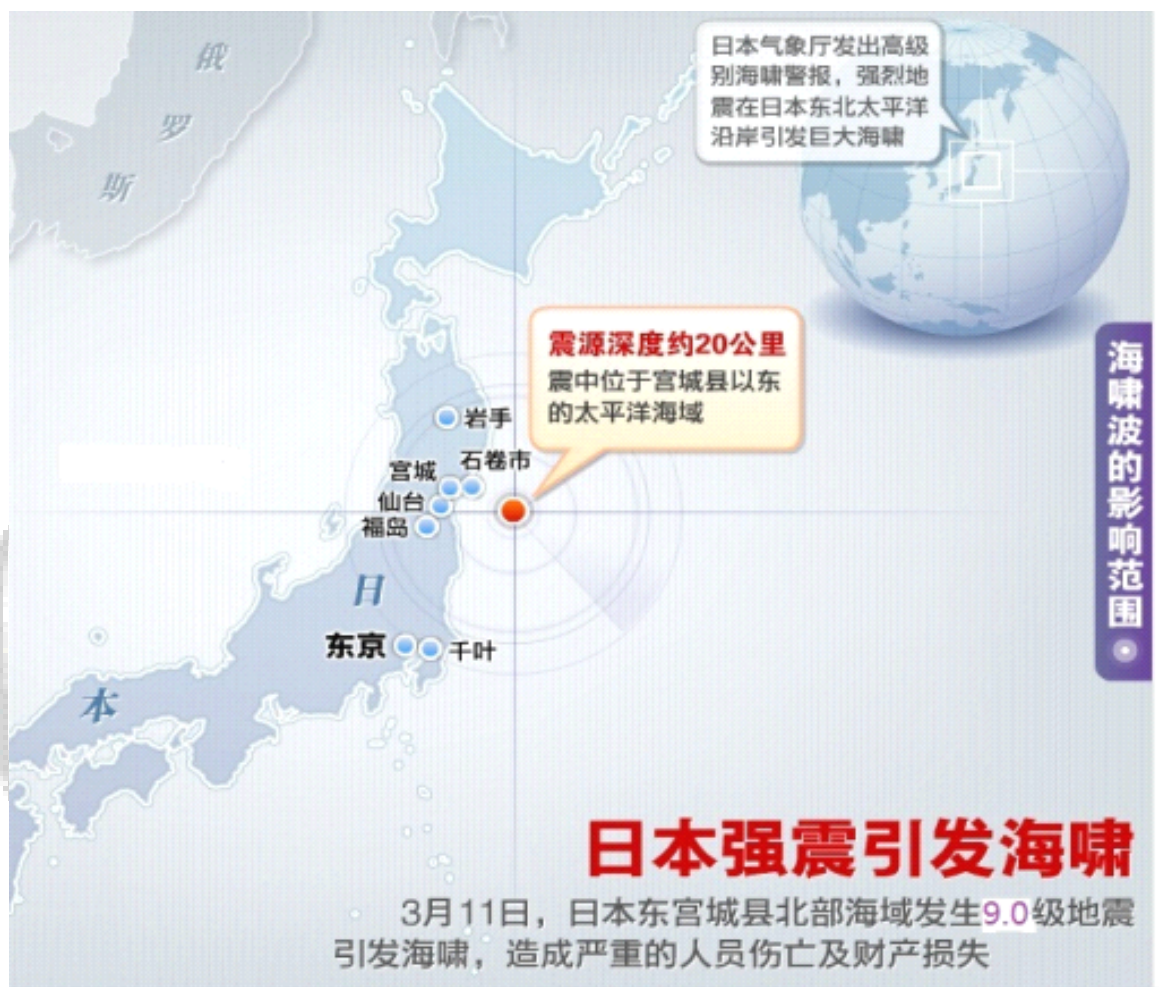 俄
罗
斯
日本气象厅发出高级
别海啸警报，强烈地
震在日本东北太平洋
沿岸引发巨大海啸
震源深度约20公里
震中位于宫城县以东
的太平洋海域
海啸波的影响范围
岩手
石卷市
宫城
仙台
福岛
日
东京
千叶
本
日本强震引发海啸
3月11日，日本东宫城县北部海域发生9.0级地震
引发海啸，造成严重的人员伤亡及财产损失